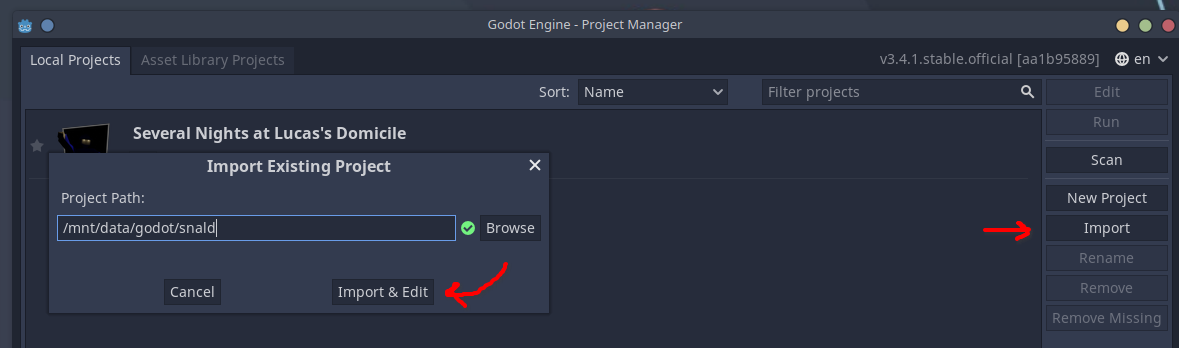 Godot Engine - Project Manager
Local Projects
Asset Library Projects
v3.4.1.stable.official [aa1b95889]
en
Sort:
Name
Filter projects
Edit
Run
Several Nights at Lucas's Domicile
Scan
Import Existing Project
Project Path:
New Project
/mnt/data/godot/snald
Browse
Import
Rename
Cancel
Import & Edit
Remove
Remove Missing